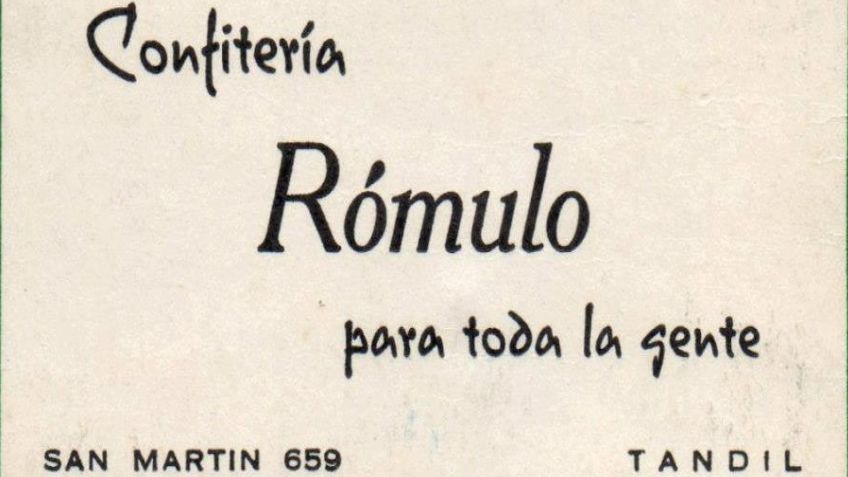 Confitería
Rómulo
para toda la gente
SAN MARTIN 659 TANDIL